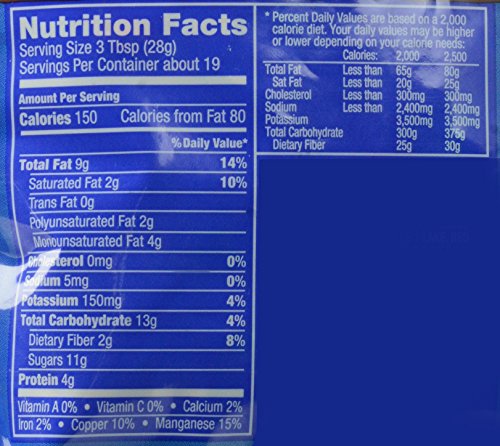 Nutrition Facts
Serving Size 3 Tbsp (28g)
Servings Per Container about 19
Amount Per Serving
Calories 150 Calories from Fat 80
% Daily Value*
Total Fat 9g 14%
Saturated Fat 2g 10%
Trans Fat 0g
Polyunsaturated Fat 2g
Monounsaturated Fat 4g
Cholesterol 0mg 0%
Sodium 5mg 0%
Potassium 150mg 4%
Total Carbohydrate 13g 4%
Dietary Fiber 2g 8%
Sugars 11g
Protein 4g
Vitamin A 0% • Vitamin C 0% • Calcium 2%
Iron 2% • Copper 10% • Manganese 15%
* Percent Daily Values are based on a 2,000
calorie diet. Your daily values may be higher
or lower depending on your calorie needs:
Calories: 2,000 2,500
Total Fat Less than 65g 80g
Sat Fat Less than 20g 25g
Cholesterol Less than 300mg 300mg
Sodium Less than 2,400mg 2,400mg
Potassium 3,500mg 3,500mg
Total Carbohydrate 300g 375g
Dietary Fiber 25g 30g